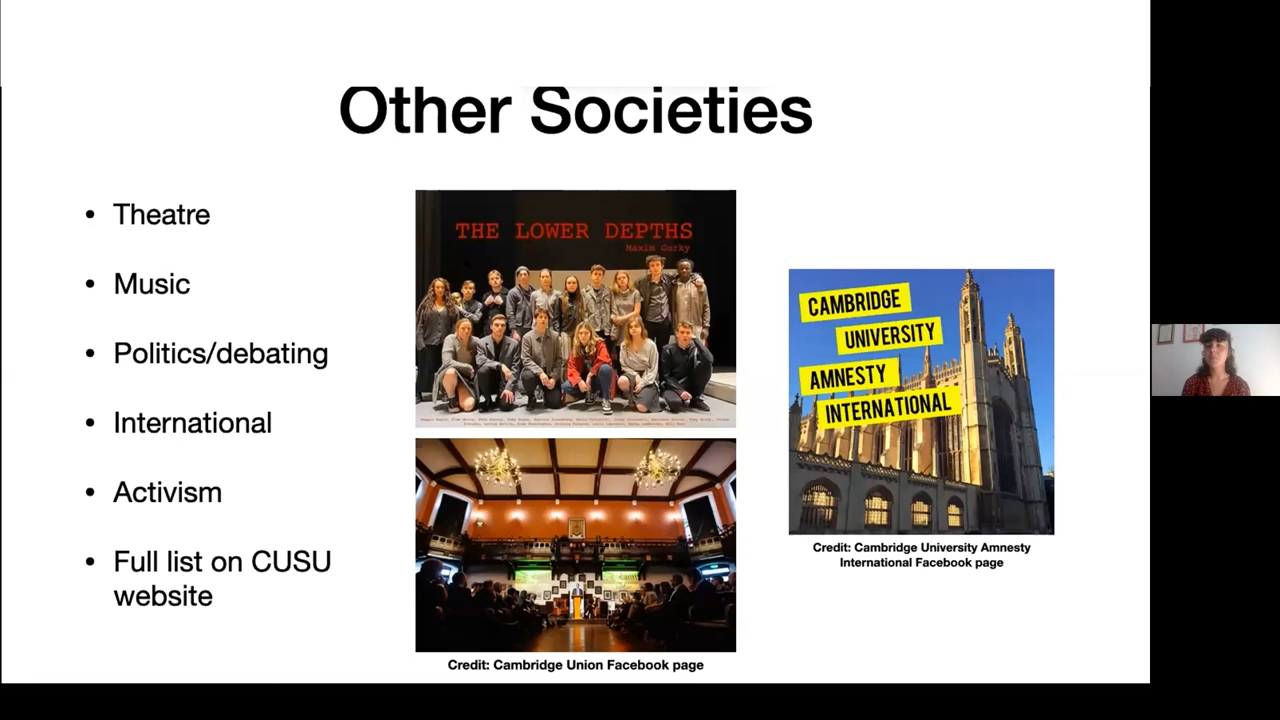 Other Societies
• Theatre
• Music
• Politics/debating
• International
• Activism
• Full list on CUSU
website
THE LOWER DEPTHS
Maxim Gorky
Credit: Cambridge Union Facebook page
CAMBRIDGE
UNIVERSITY
AMNESTY
INTERNATIONAL
Credit: Cambridge University Amnesty
International Facebook page